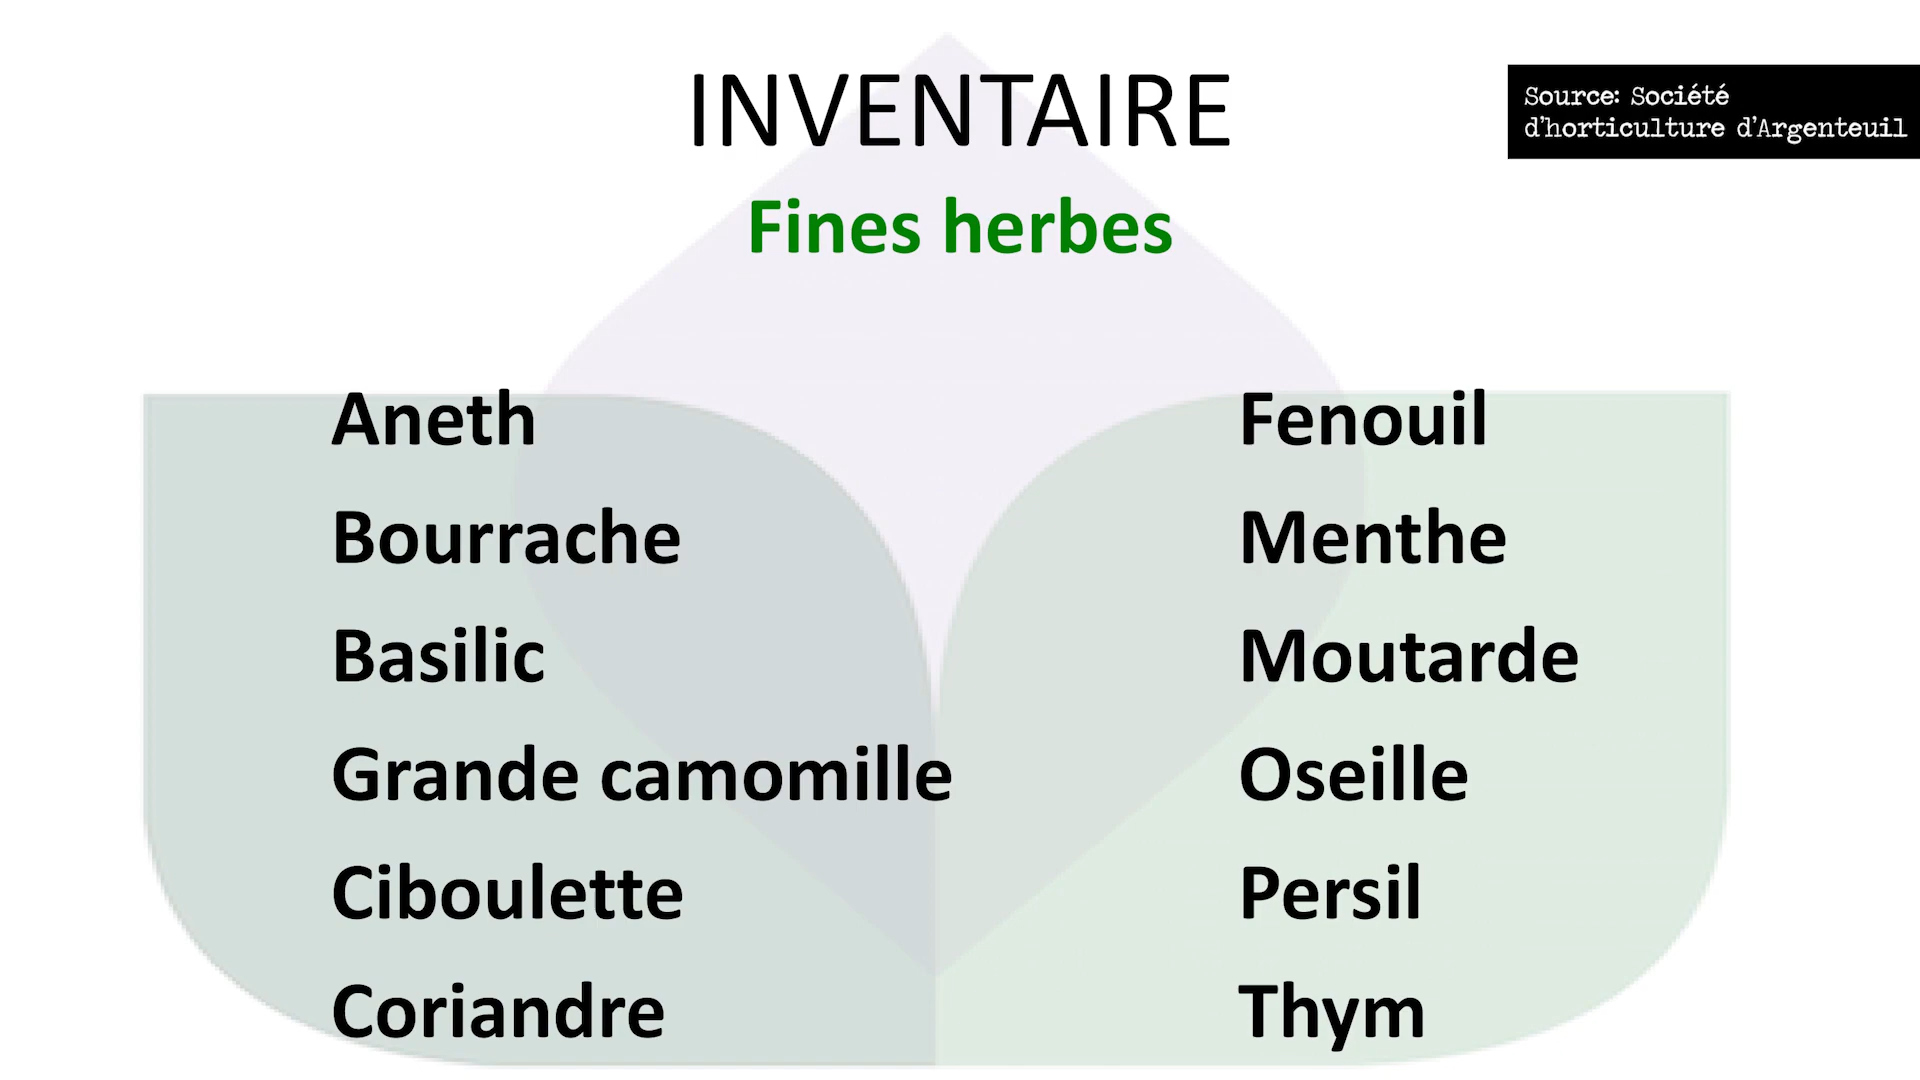 INVENTAIRE
Source: Société
d'horticulture d'Argenteuil
Fines herbes
Aneth
Bourrache
Basilic
Grande camomille
Ciboulette
Coriandre
Fenouil
Menthe
Moutarde
Oseille
Persil
Thym